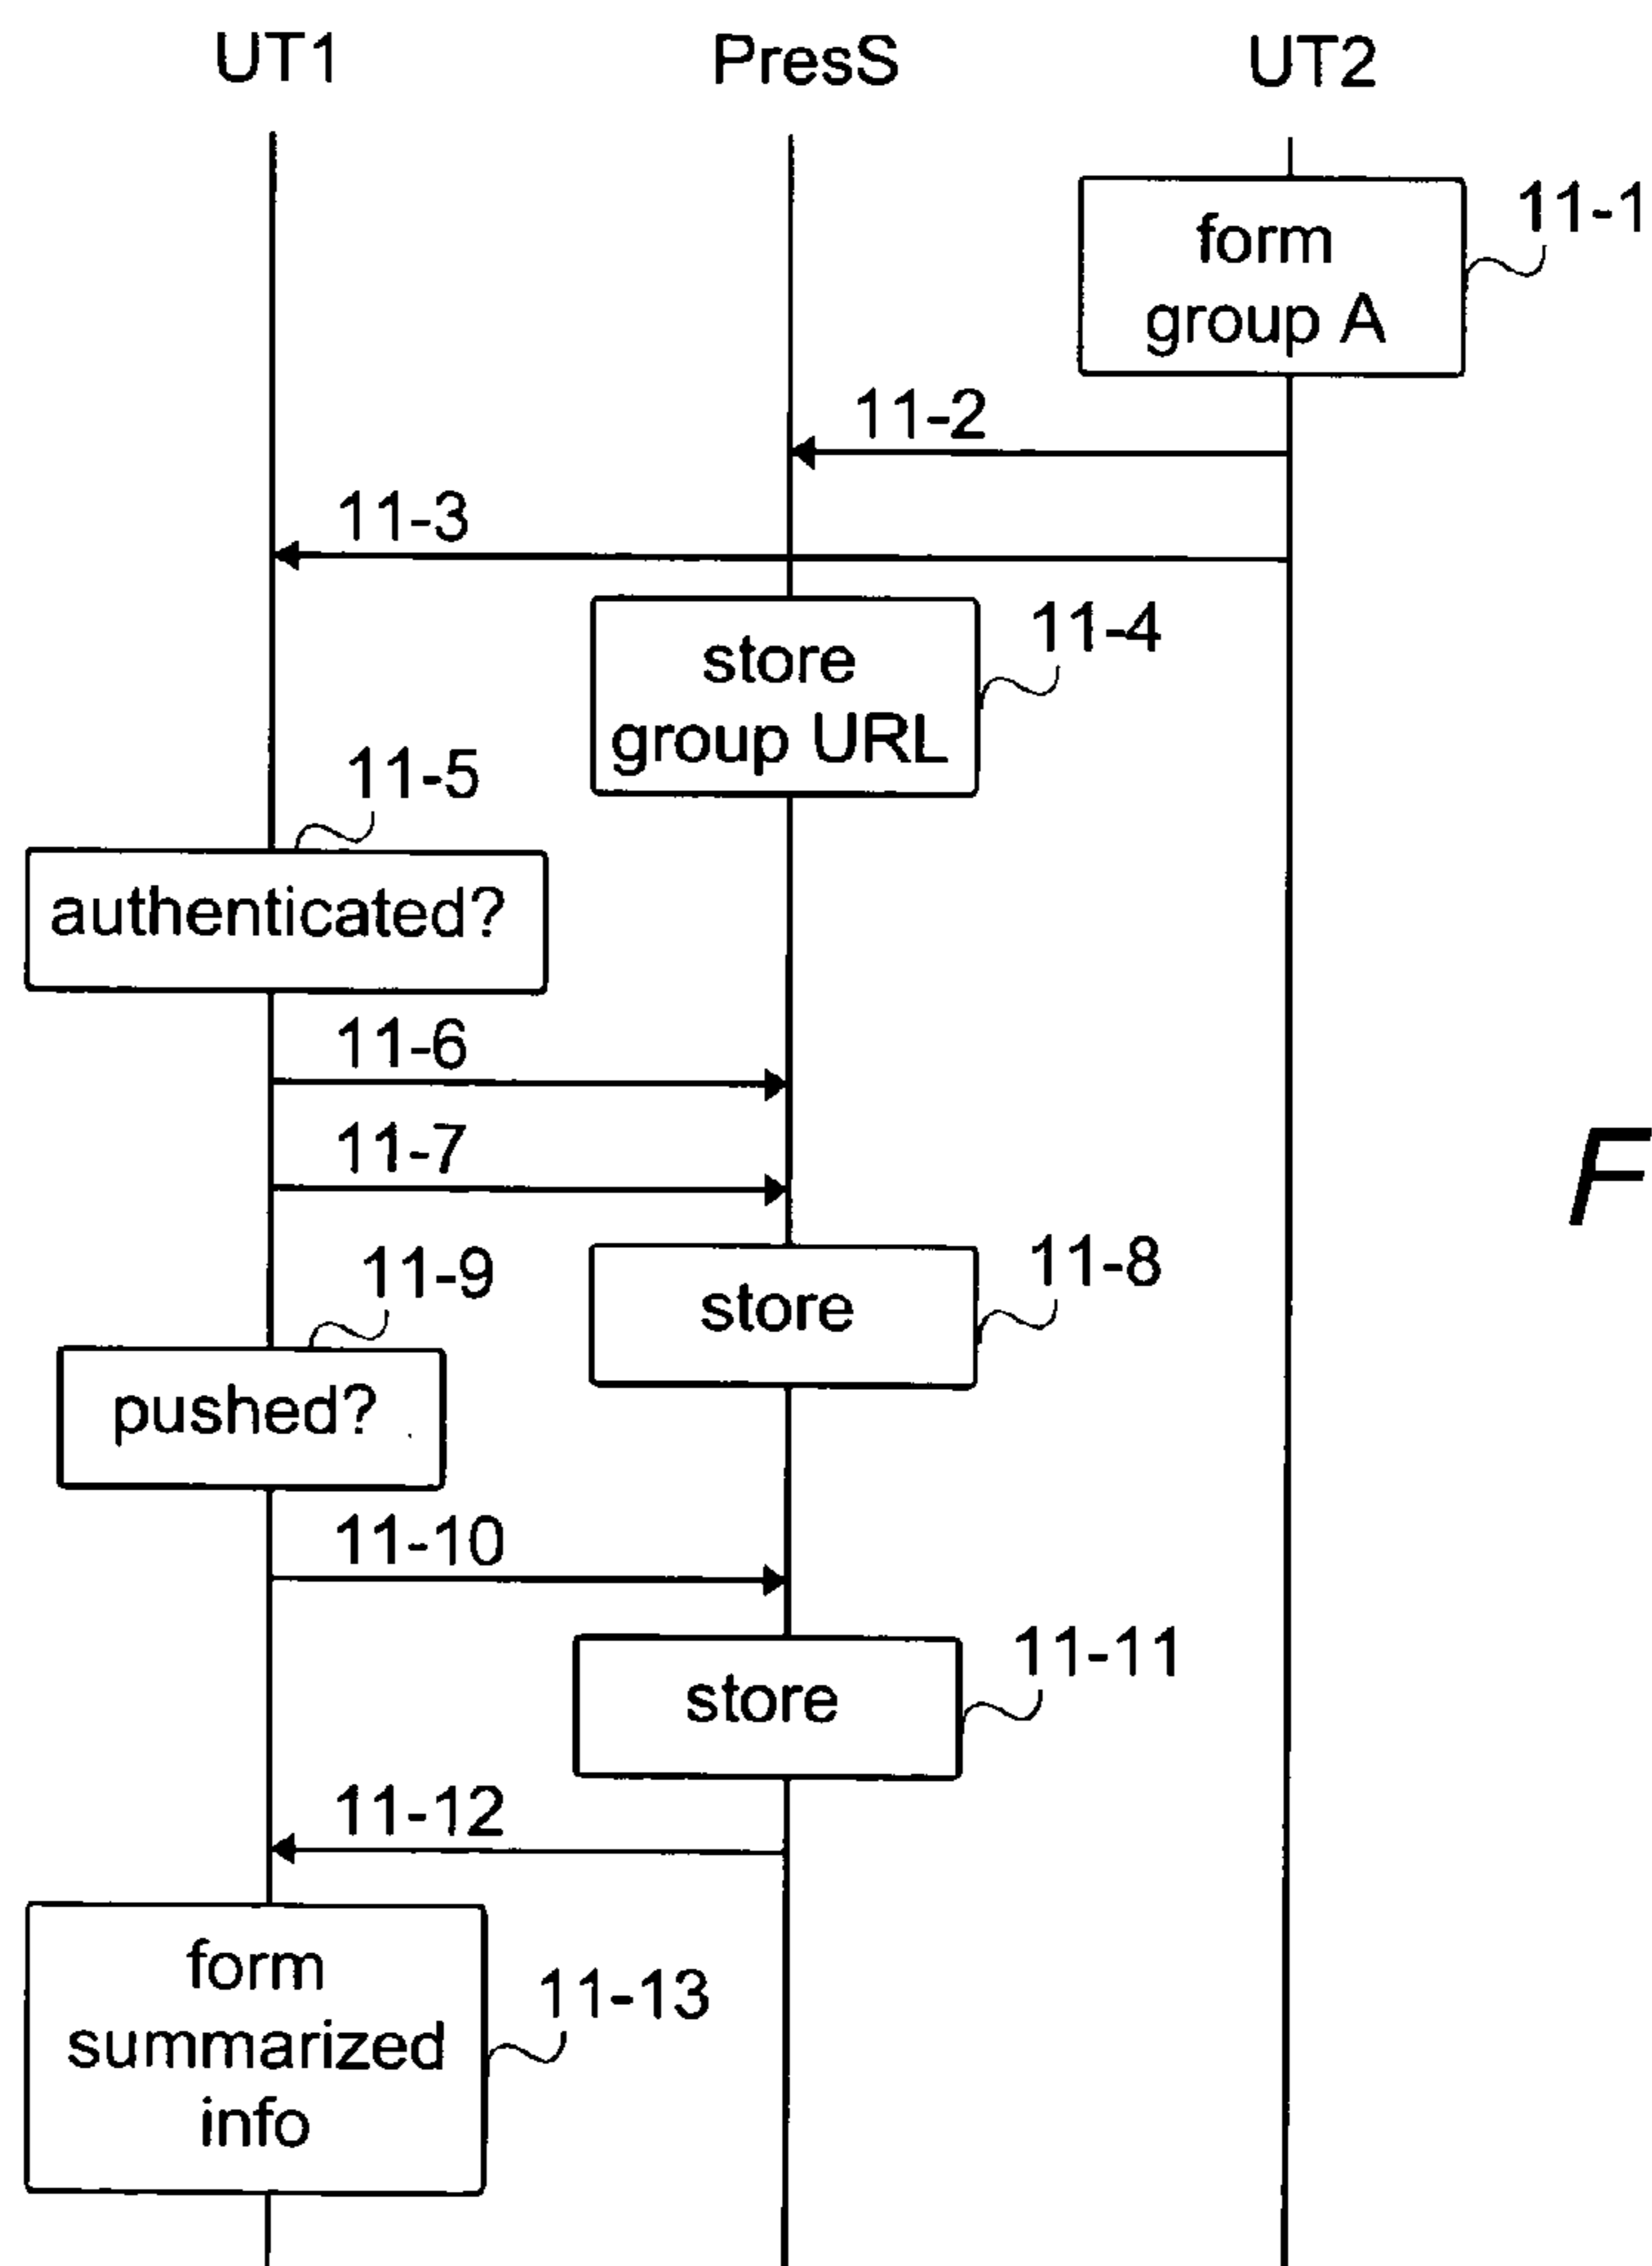 UT1 PresS UT2
form
group A
11-1
11-2
11-3
store
group URL
11-4
11-5
authenticated?
11-6
11-7
11-8
store
11-9
pushed?
11-10
store
11-11
11-12
form
summarized
info
11-13
F